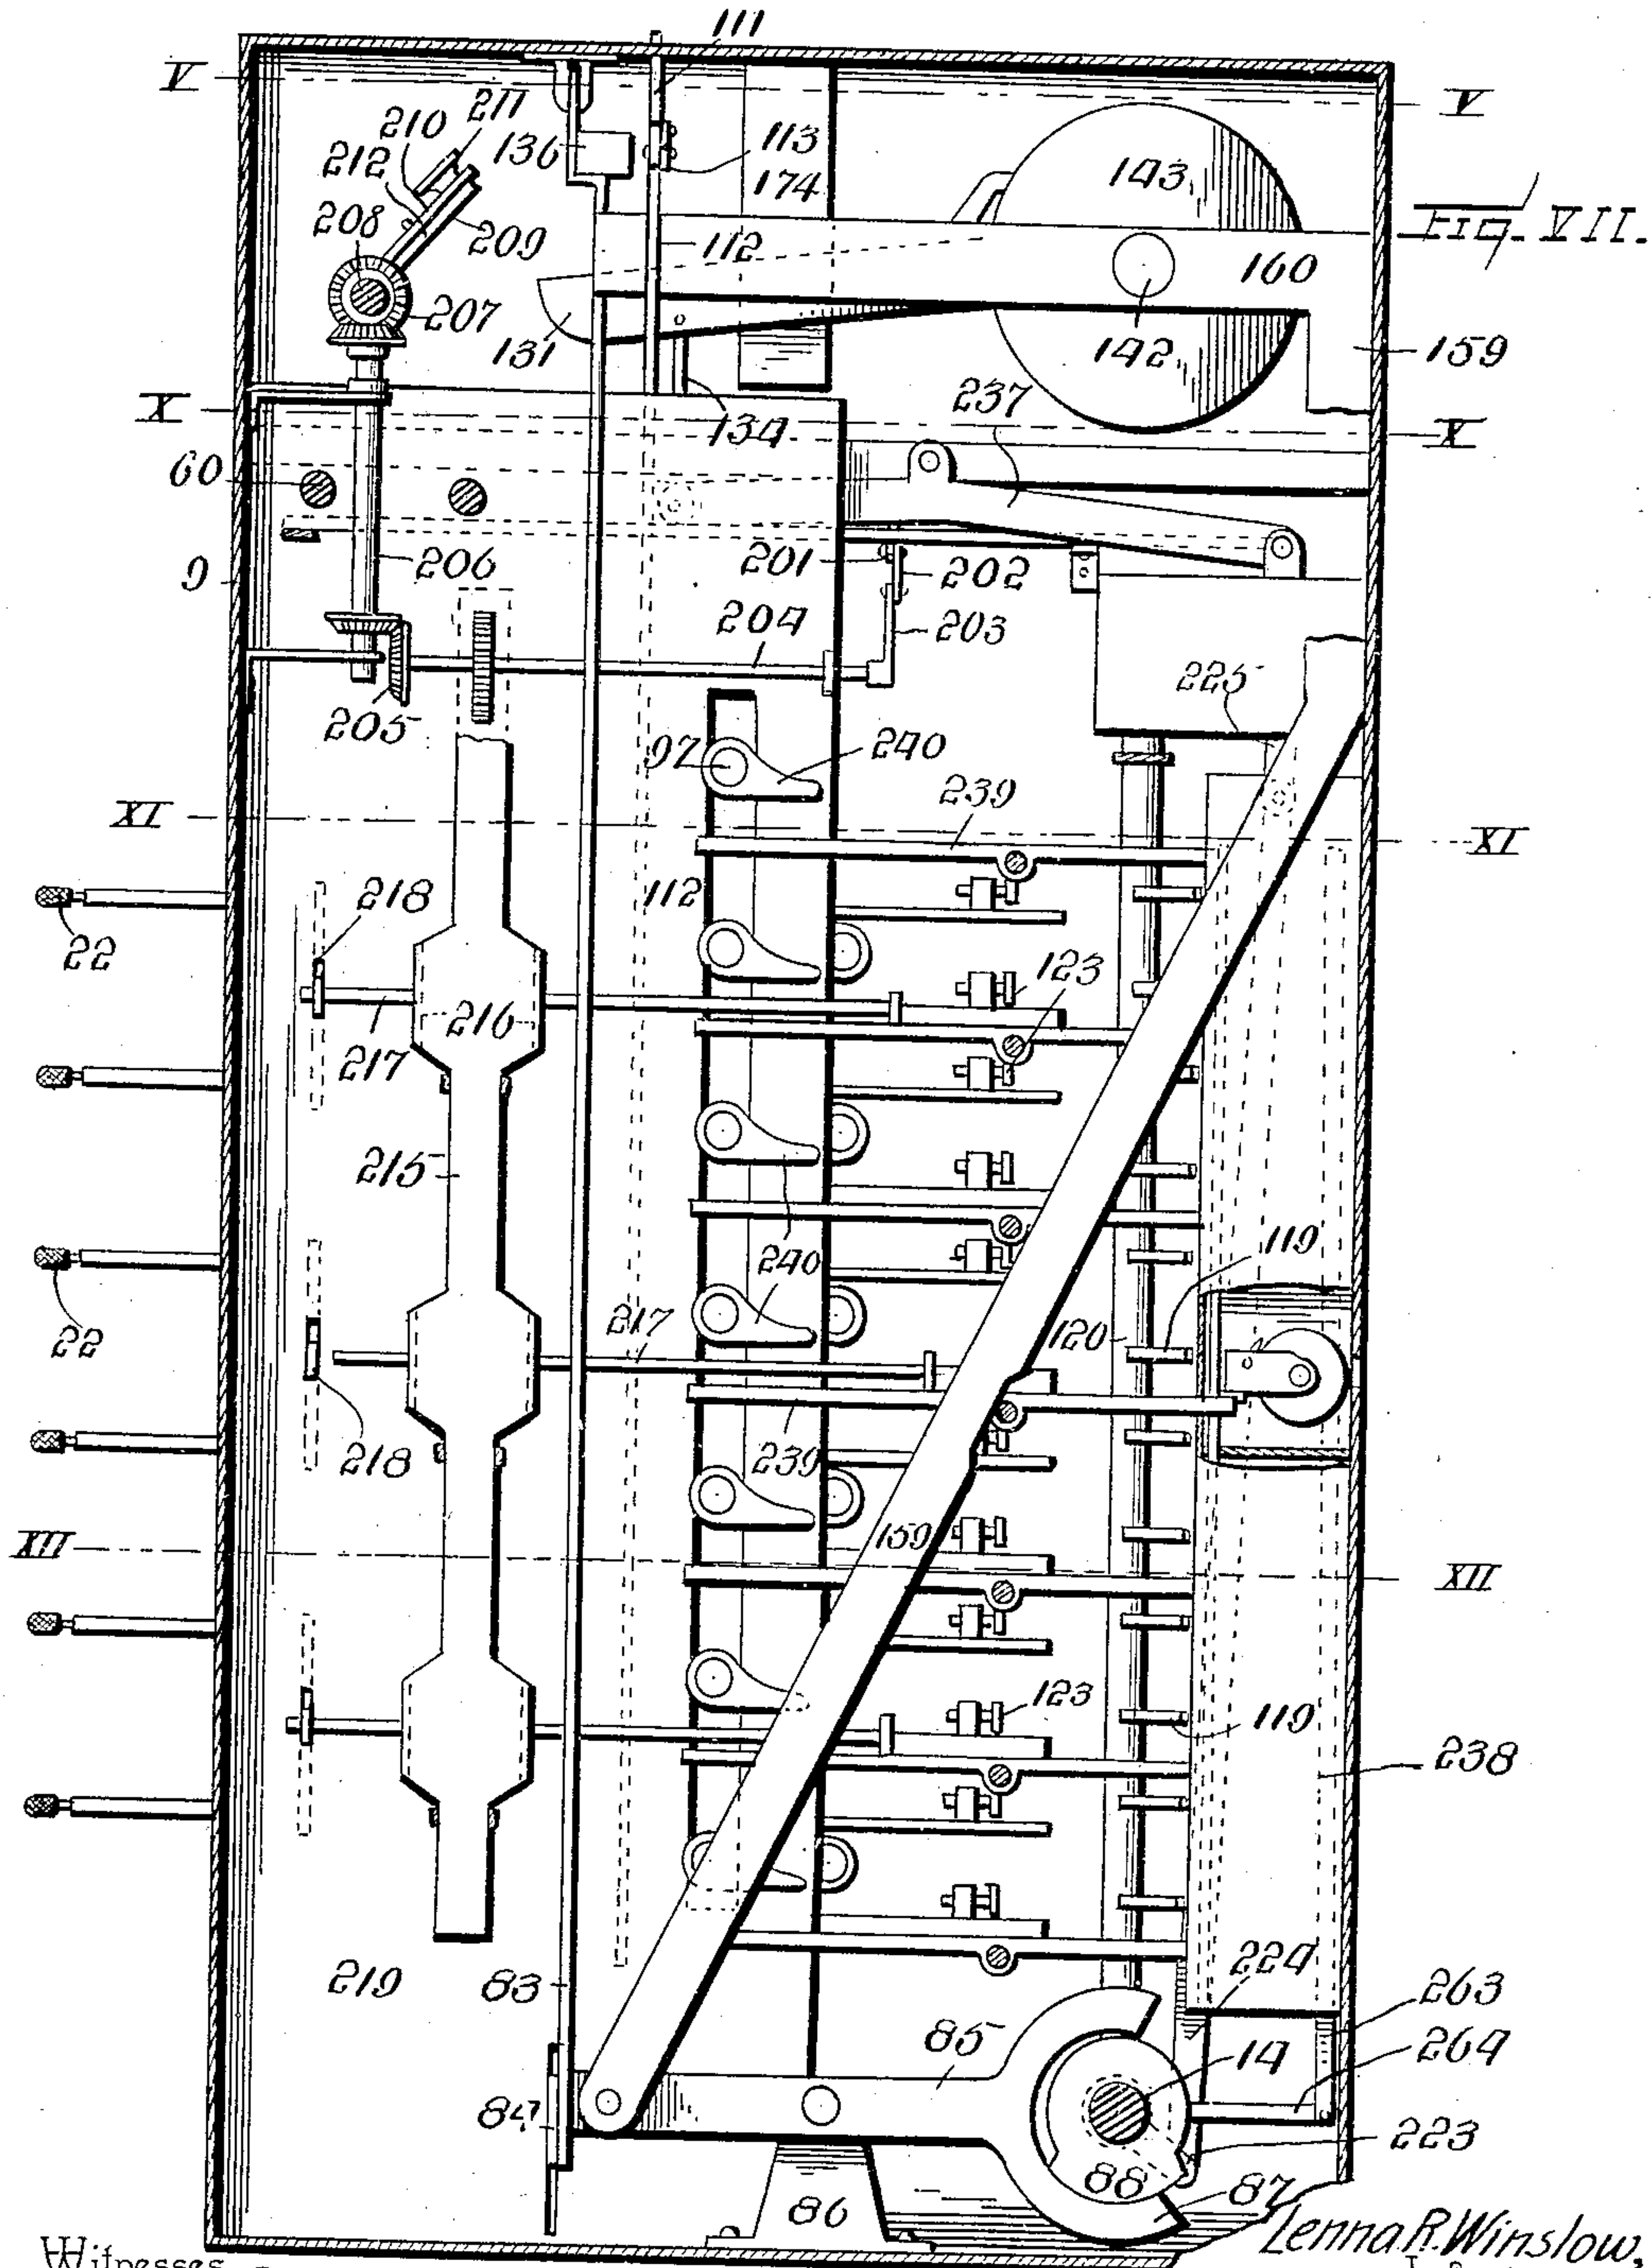 111
V V
211
210
212 136 113
174 143
208 209 FIG. VII.
112 160
207
131 142 159
237
X 134 X
60
9 206 201 202
204 203
225
205
97 240
239
XI XI
112
22 218
123
216
217
215
240 119
120
22 217
218 239
159
XII XII
123 119
238
219 83 224 263
85 14 264
84
223
88 87
86
Lenna R. Winslow,
Witnesses